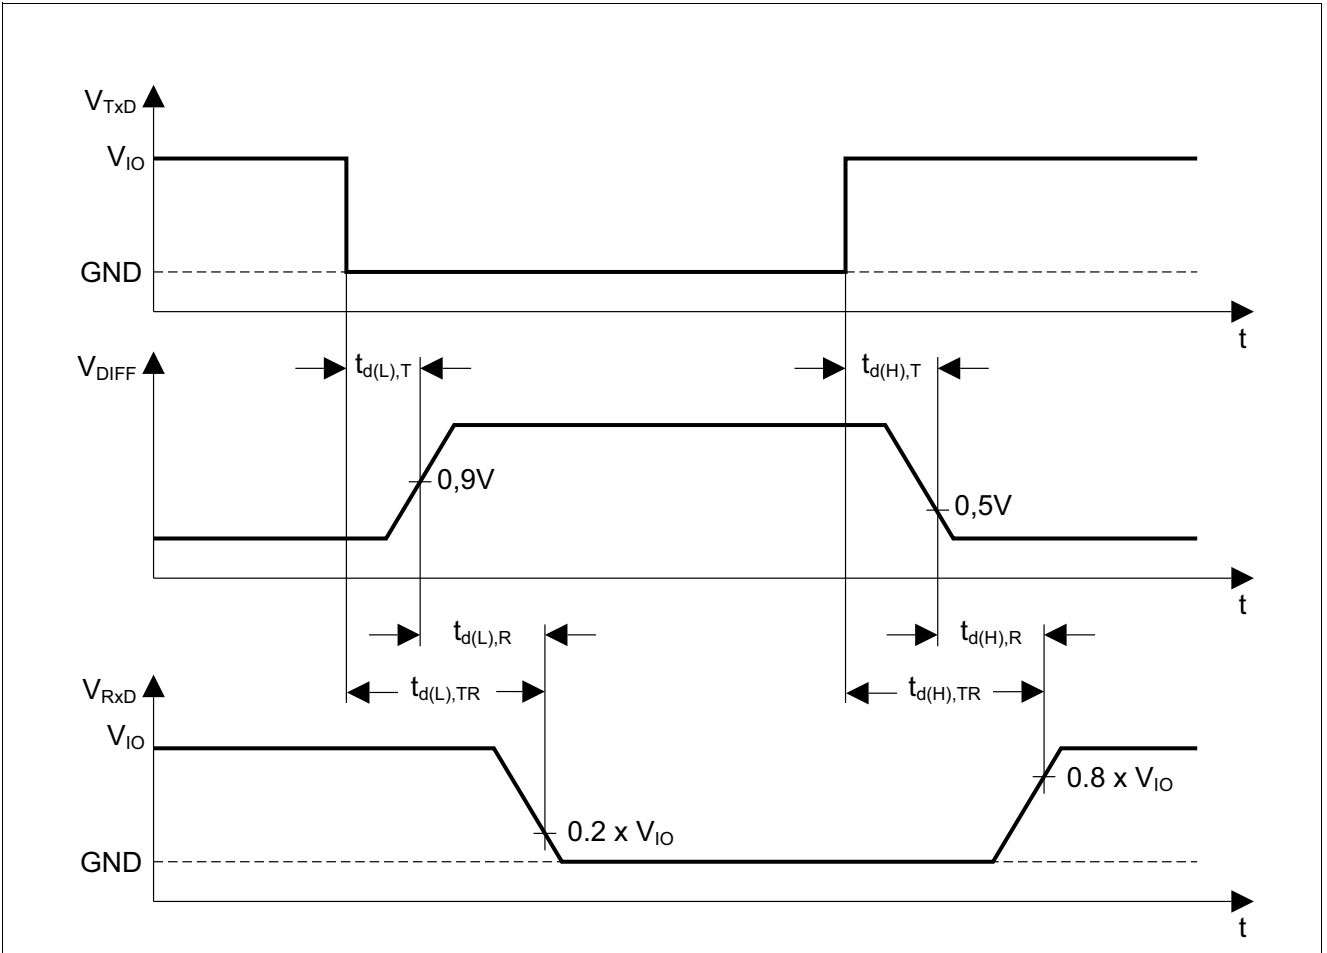 V_TxD
V_IO
GND
t
V_DIFF
t_d(L),T
t_d(H),T
0,9V
0,5V
t
t_d(L),R
t_d(H),R
V_RxD
t_d(L),TR
t_d(H),TR
V_IO
0.8 x V_IO
0.2 x V_IO
GND
t